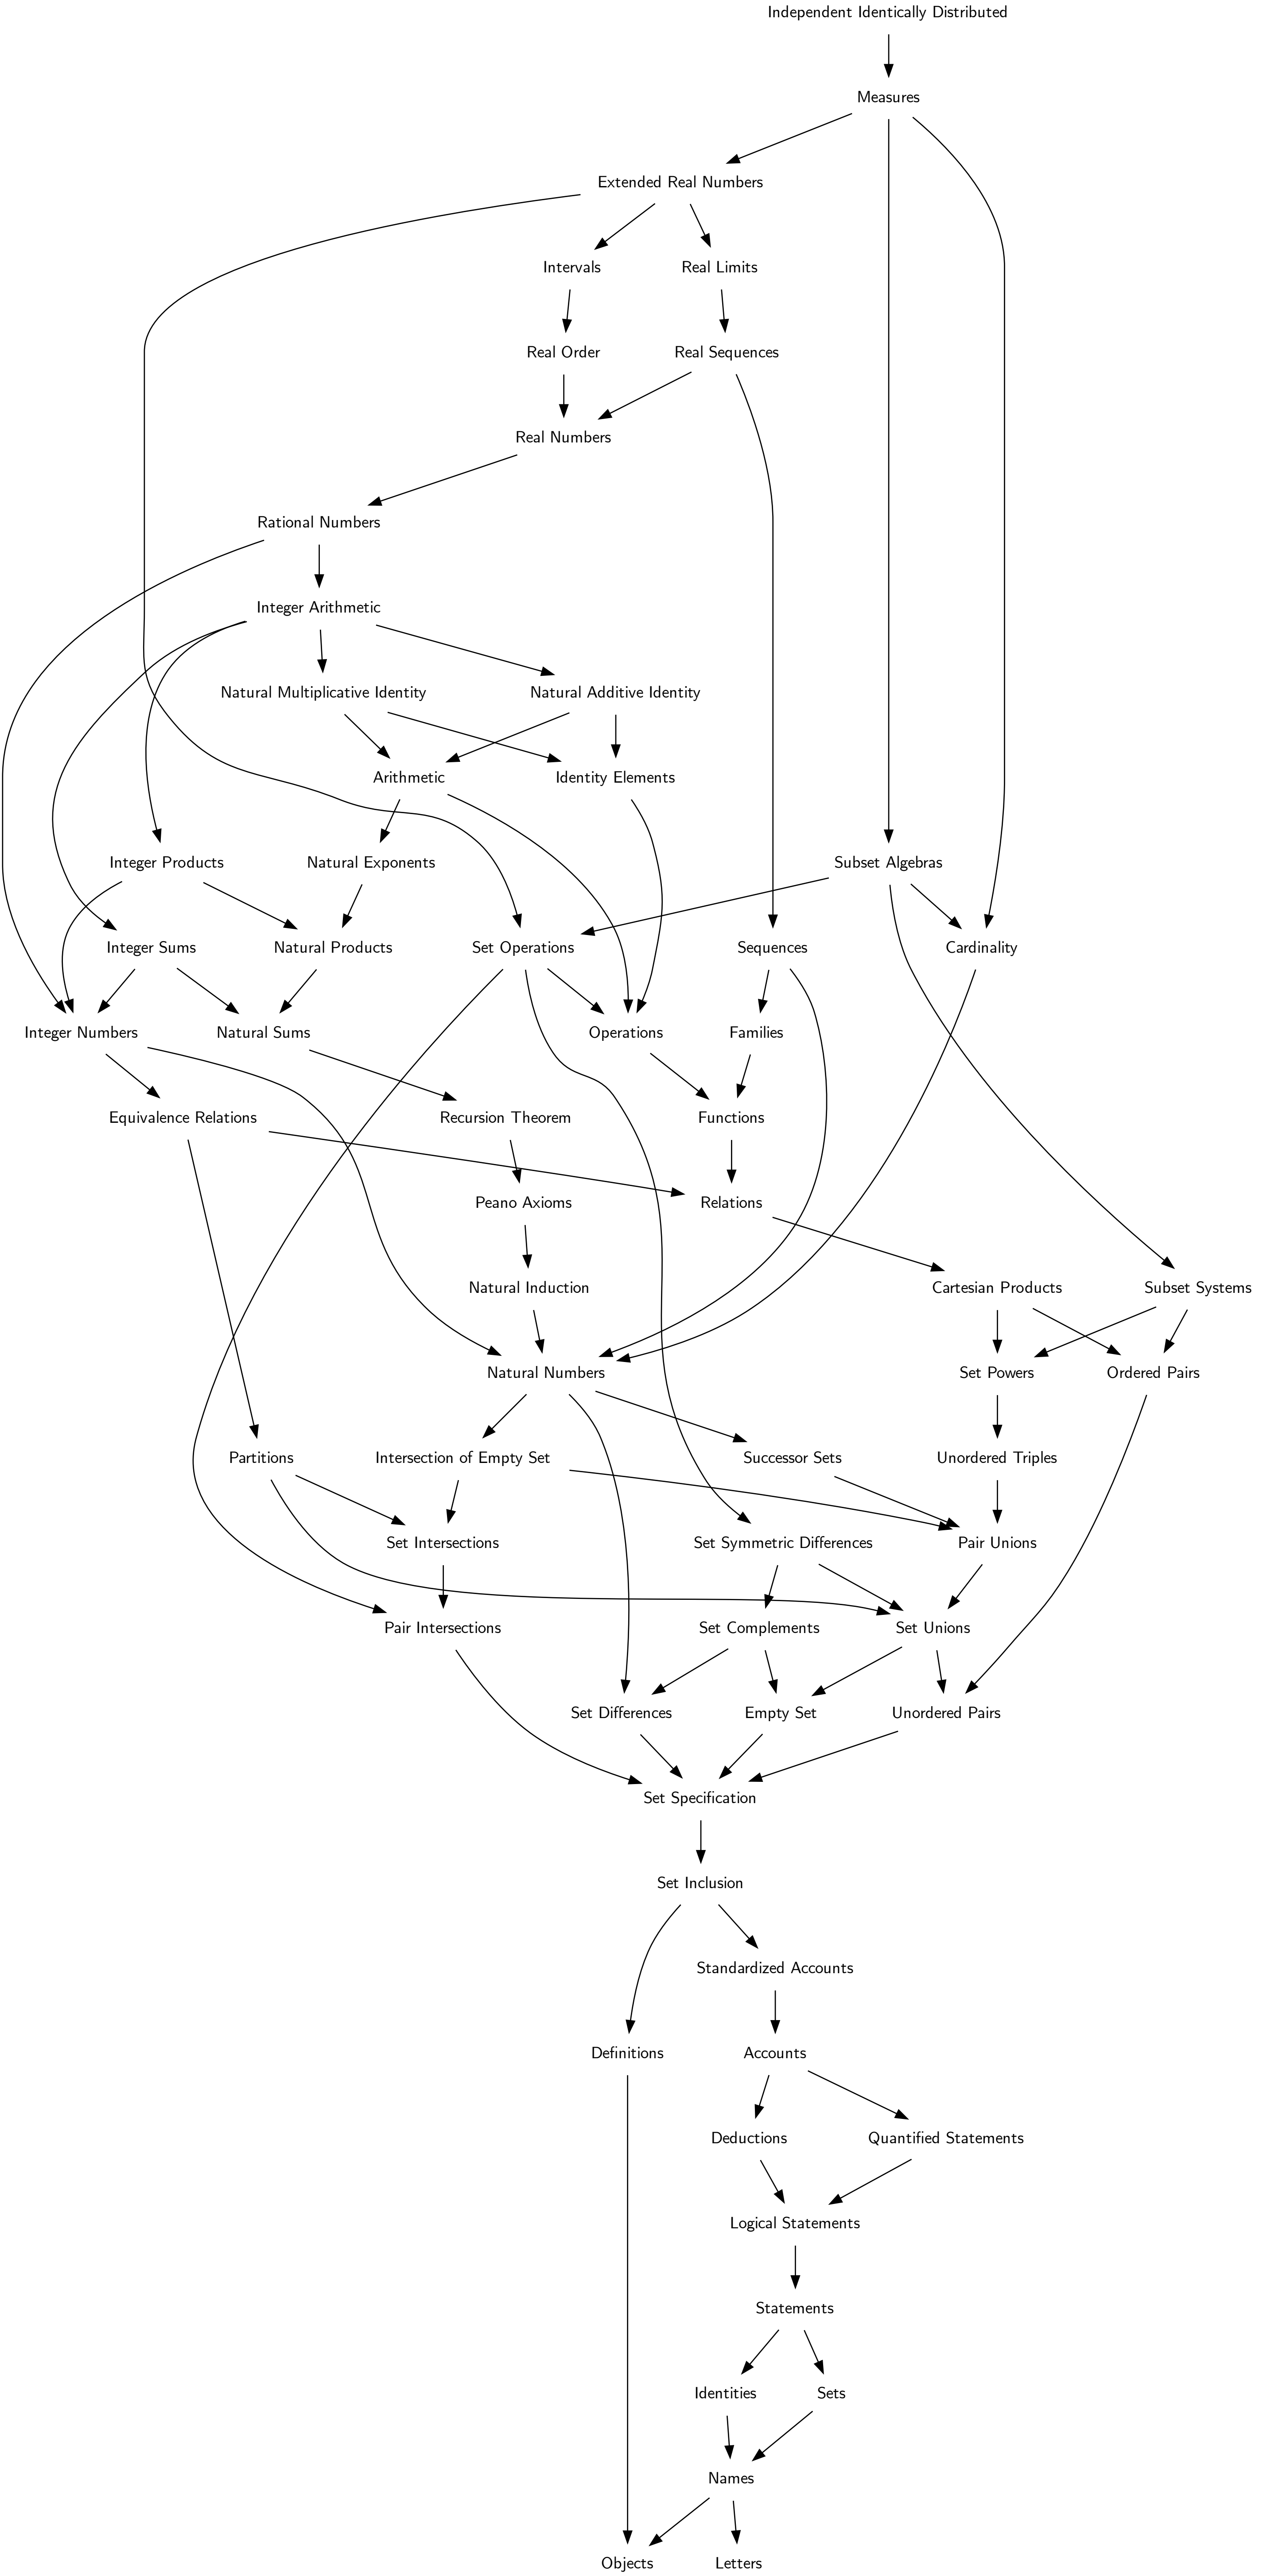 Independent Identically Distributed
Measures
Extended Real Numbers
Intervals
Real Limits
Real Order
Real Sequences
Real Numbers
Rational Numbers
Integer Arithmetic
Natural Multiplicative Identity
Natural Additive Identity
Arithmetic
Identity Elements
Integer Products
Natural Exponents
Subset Algebras
Integer Sums
Natural Products
Set Operations
Sequences
Cardinality
Integer Numbers
Natural Sums
Operations
Families
Equivalence Relations
Recursion Theorem
Functions
Peano Axioms
Relations
Natural Induction
Cartesian Products
Subset Systems
Natural Numbers
Set Powers
Ordered Pairs
Partitions
Intersection of Empty Set
Successor Sets
Unordered Triples
Set Intersections
Set Symmetric Differences
Pair Unions
Pair Intersections
Set Complements
Set Unions
Set Differences
Empty Set
Unordered Pairs
Set Specification
Set Inclusion
Standardized Accounts
Definitions
Accounts
Deductions
Quantified Statements
Logical Statements
Statements
Identities
Sets
Names
Objects
Letters